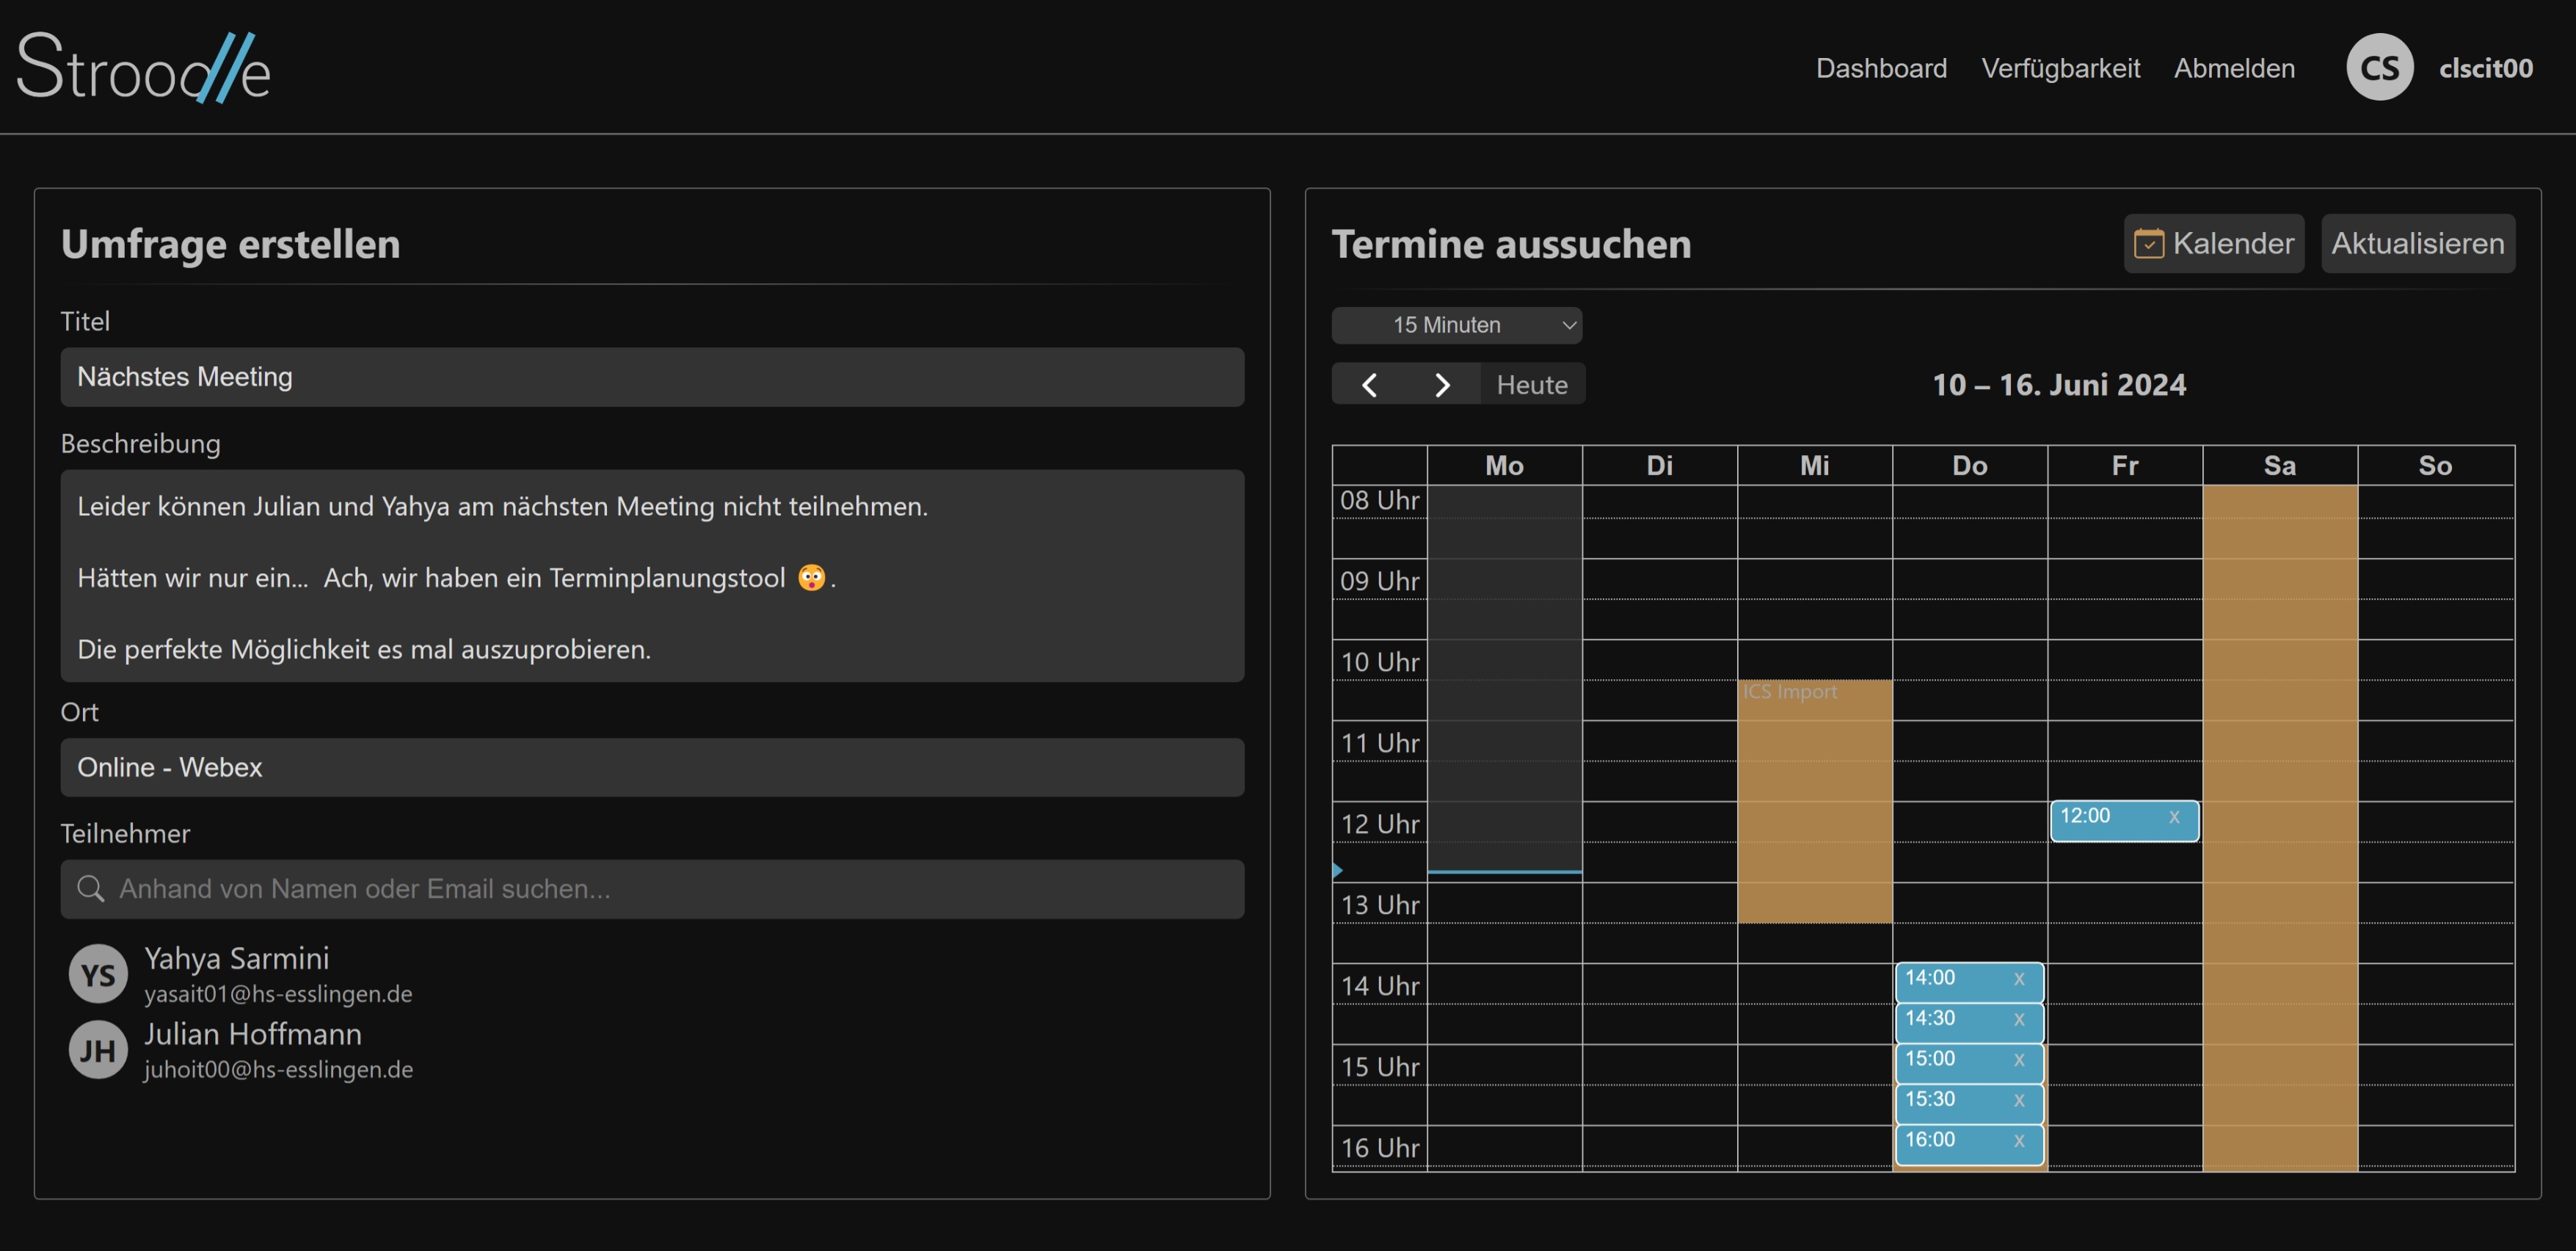 Stroodle
Dashboard Verfügbarkeit Abmelden CS clscit00
Umfrage erstellen
Titel
Nächstes Meeting
Beschreibung
Leider können Julian und Yahya am nächsten Meeting nicht teilnehmen.
Hätten wir nur ein... Ach, wir haben ein Terminplanungstool 😲.
Die perfekte Möglichkeit es mal auszuprobieren.
Ort
Online - Webex
Teilnehmer
Anhand von Namen oder Email suchen...
YS Yahya Sarmini
yasait01@hs-esslingen.de
JH Julian Hoffmann
juhoit00@hs-esslingen.de
Termine aussuchen
Kalender Aktualisieren
15 Minuten
Heute 10 – 16. Juni 2024
Mo Di Mi Do Fr Sa So
08 Uhr
09 Uhr
10 Uhr
ICS Import
11 Uhr
12 Uhr
12:00 x
13 Uhr
14 Uhr
14:00 x
14:30 x
15 Uhr
15:00 x
15:30 x
16 Uhr
16:00 x